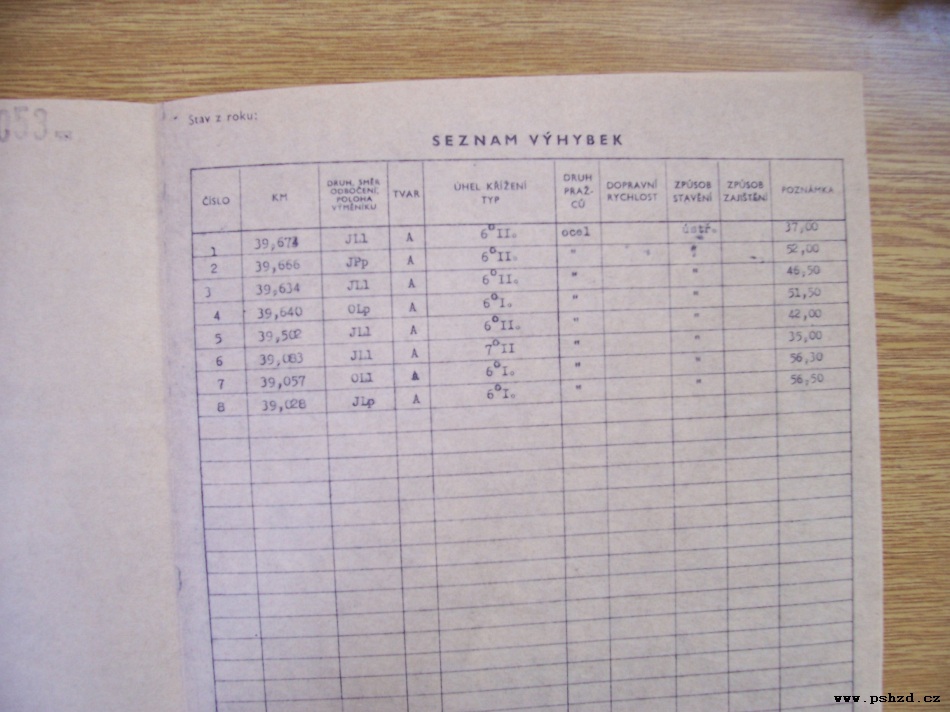 053
Stav z roku:
SEZNAM VÝHYBEK
ČÍSLO KM DRUH, SMĚR ODBOČENÍ, POLOHA VÝMĚNÍKU TVAR ÚHEL KŘÍŽENÍ TYP DRUH PRAŽ-CŮ DOPRAVNÍ RYCHLOST ZPŮSOB STAVĚNÍ ZPŮSOB ZAJIŠTĚNÍ POZNÁMKA
1 JLl A 6°II. ocel ústř. 37,00
2 39,666 JPp A 6°II. " " 52,00
3 39,634 JLl A 6°II. " " 46,50
4 39,640 OLp A 6°I. " " 51,50
5 39,502 JLl A 6°II. " " 42,00
6 39,083 JLl A 7°II " " 35,00
7 39,057 OLl A 6°I. " " 56,30
8 39,028 JLp A 6°I. " " 56,50
www.pshzd.cz